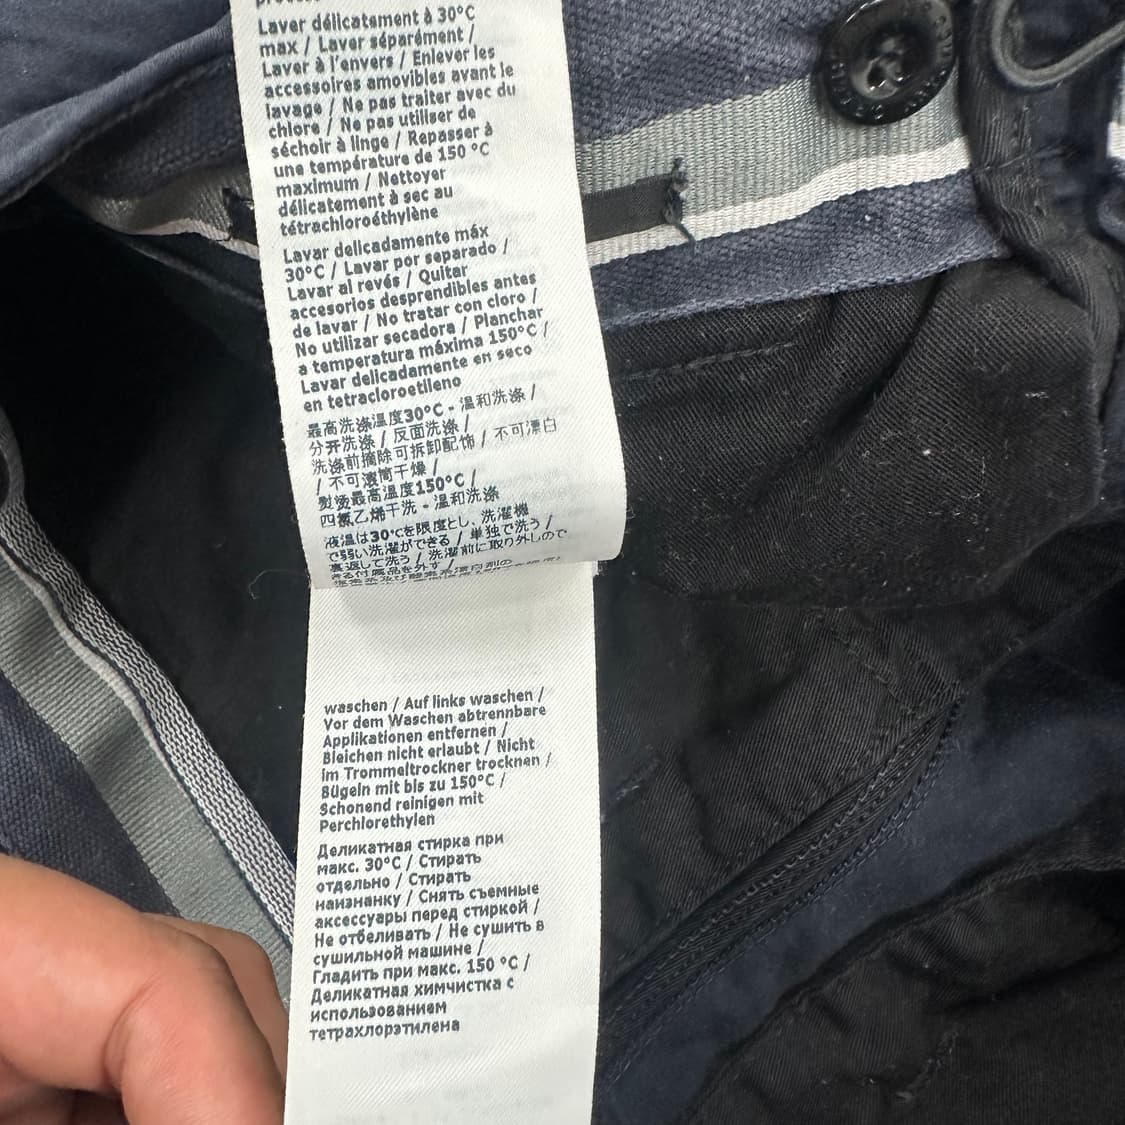 Laver délicatement à 30°C
max / Laver séparément /
Laver à l'envers / Enlever les
accessoires amovibles avant le
lavage / Ne pas traiter avec du
chlore / Ne pas utiliser de
séchoir à linge / Repasser à
une température de 150 °C
maximum / Nettoyer
délicatement à sec au
tétrachloroéthylène
Lavar delicadamente máx
30°C / Lavar por separado /
Lavar al revés / Quitar
accesorios desprendibles antes
de lavar / No tratar con cloro /
No utilizar secadora / Planchar
a temperatura máxima 150°C /
Lavar delicadamente en seco
en tetracloroetileno
最高洗涤温度30°C - 温和洗涤 /
分开洗涤 / 反面洗涤 /
洗涤前摘除可拆卸配饰 / 不可漂白
/ 不可滚筒干燥 /
熨烫最高温度150°C /
四氯乙烯干洗 - 温和洗涤
液温は30°Cを限度とし、洗濯機
で弱い洗濯ができる / 単独で洗う /
裏返して洗う / 洗濯前に取り外しので
きる付属品を外す /
waschen / Auf links waschen /
Vor dem Waschen abtrennbare
Applikationen entfernen /
Bleichen nicht erlaubt / Nicht
im Trommeltrockner trocknen /
Bügeln mit bis zu 150°C /
Schonend reinigen mit
Perchlorethylen
Деликатная стирка при
макс. 30°C / Стирать
отдельно / Стирать
наизнанку / Снять съемные
аксессуары перед стиркой /
Не отбеливать / Не сушить в
сушильной машине /
Гладить при макс. 150 °C /
Деликатная химчистка с
использованием
тетрахлорэтилена